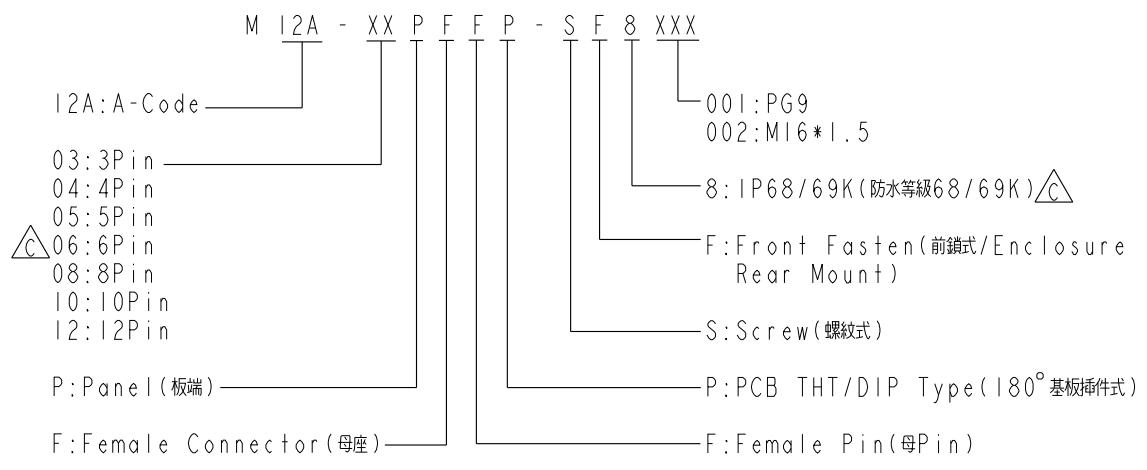 M 12A - XX P F F P - S F 8 XXX
12A:A-Code
001:PG9
002:M16*1.5
03:3Pin
04:4Pin
05:5Pin
C 06:6Pin
08:8Pin
10:10Pin
12:12Pin
8:IP68/69K(防水等級68/69K) C
F:Front Fasten(前鎖式/Enclosure
Rear Mount)
S:Screw(螺紋式)
P:Panel(板端)
P:PCB THT/DIP Type(180°基板插件式)
F:Female Connector(母座)
F:Female Pin(母Pin)